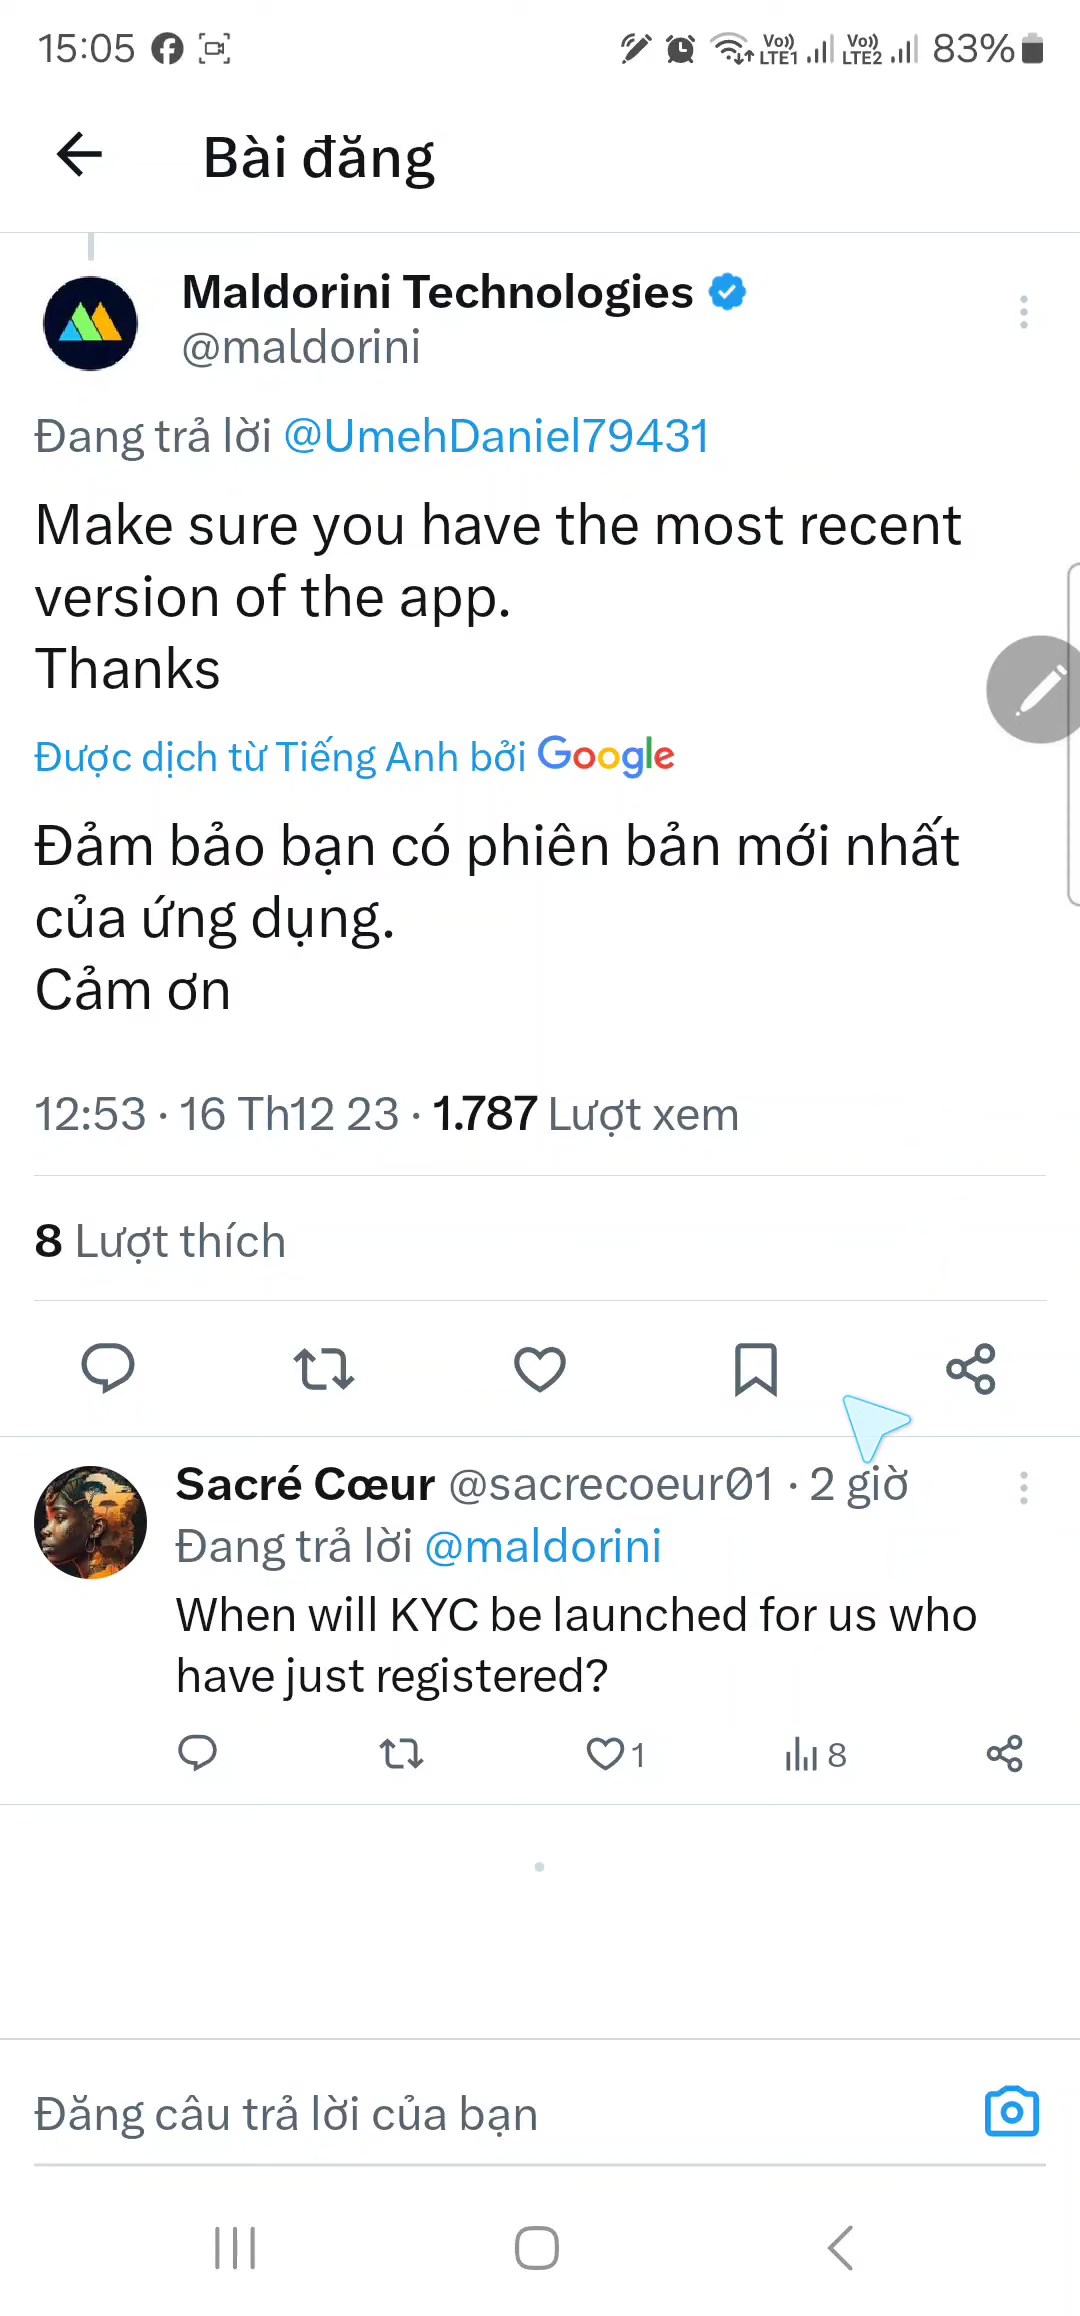 15:05
Vo)) LTE1 Vo)) LTE2 83%
Bài đăng
Maldorini Technologies
@maldorini
Đang trả lời @UmehDaniel79431
Make sure you have the most recent
version of the app.
Thanks
Được dịch từ Tiếng Anh bởi Google
Đảm bảo bạn có phiên bản mới nhất
của ứng dụng.
Cảm ơn
12:53 · 16 Th12 23 · 1.787 Lượt xem
8 Lượt thích
Sacré Cœur @sacrecoeur01 · 2 giờ
Đang trả lời @maldorini
When will KYC be launched for us who
have just registered?
1 8
Đăng câu trả lời của bạn